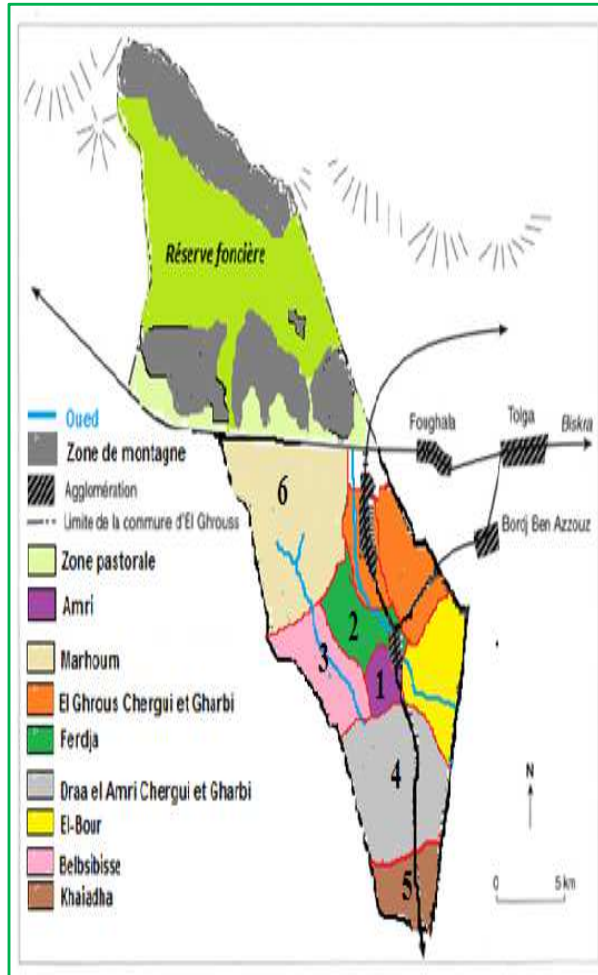 Réserve foncière
Foughala
Tolga
Biskra
Bordj Ben Azzouz
6
2
3
1
4
5
Oued
Zone de montagne
Agglomération
Limite de la commune d'El Ghrouss
Zone pastorale
Amri
Marhoum
El Ghrous Chergui et Gharbi
Ferdja
Draa el Amri Chergui et Gharbi
El-Bour
Belbsibisse
Khaiadha
N
0 5 km